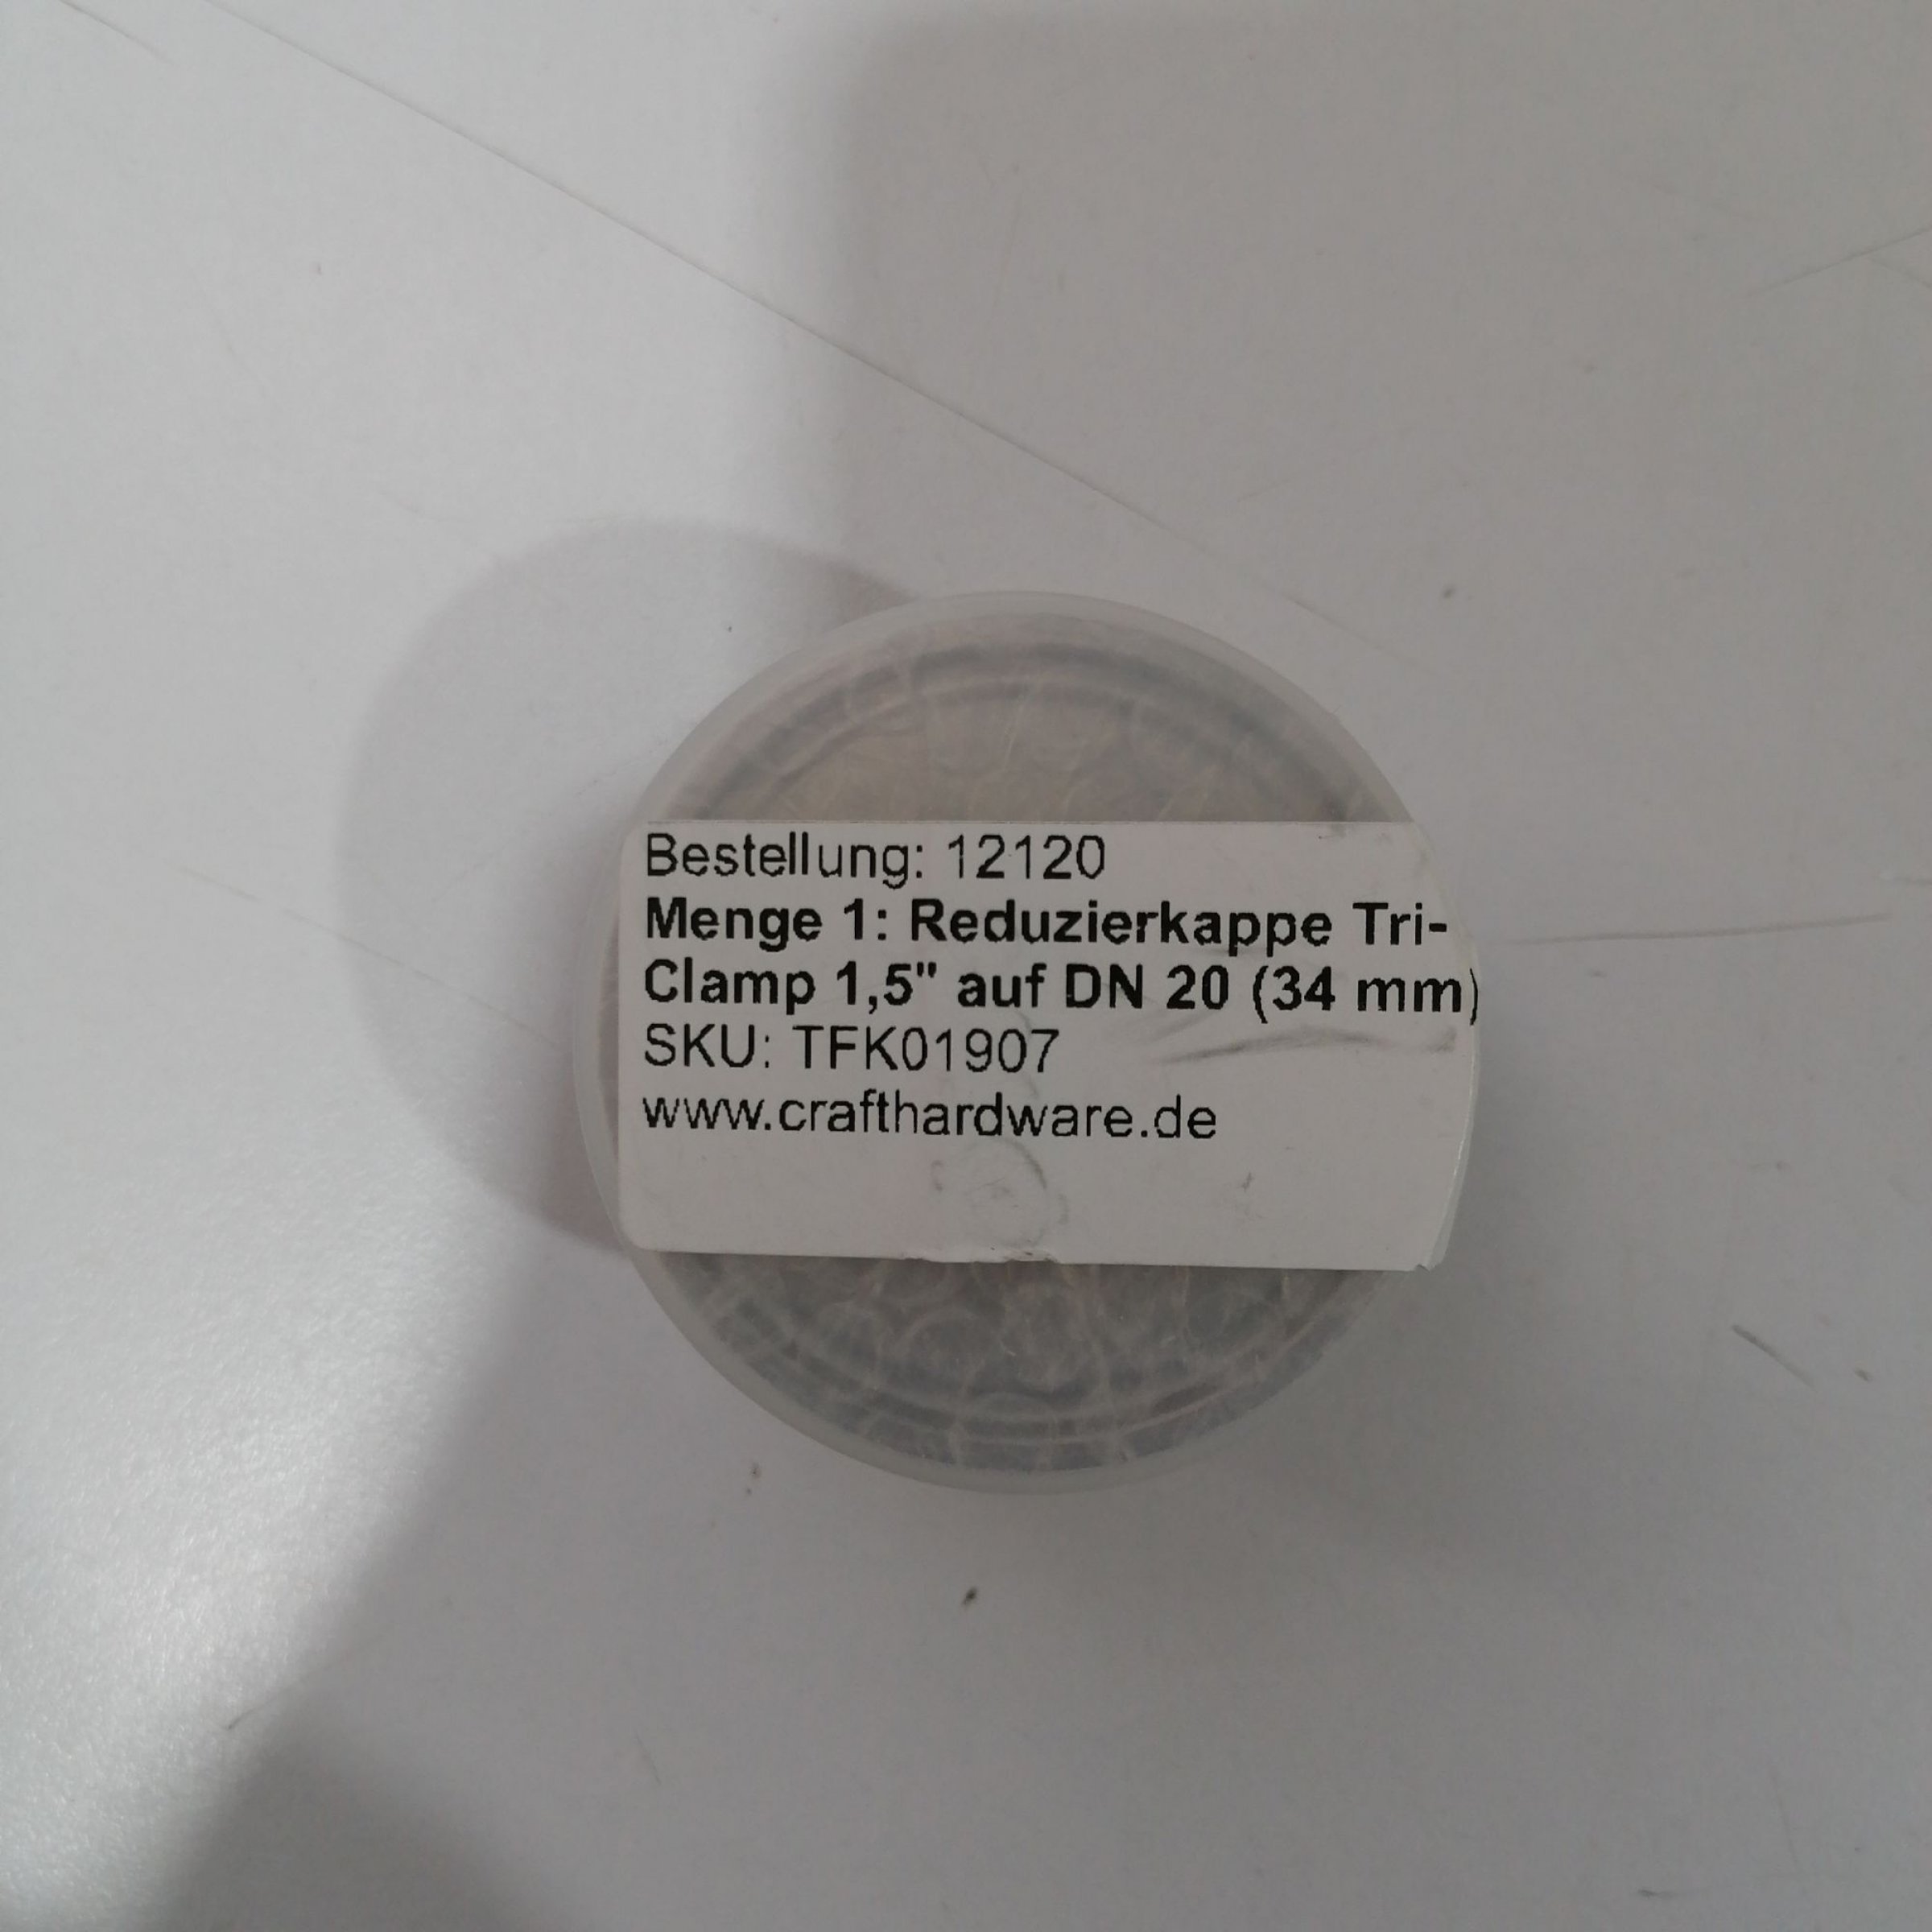 Bestellung: 12120
Menge 1: Reduzierkappe Tri-
Clamp 1,5" auf DN 20 (34 mm)
SKU: TFK01907
www.crafthardware.de